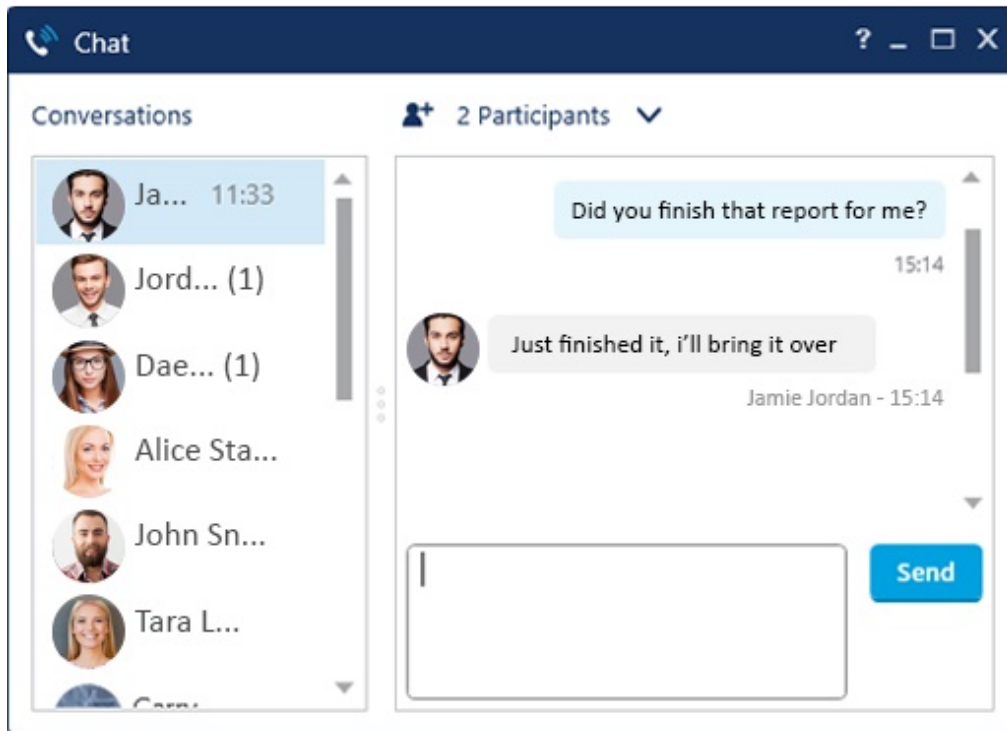 Chat
?
Conversations
2 Participants
Ja... 11:33
Jord... (1)
Dae... (1)
Alice Sta...
John Sn...
Tara L...
Did you finish that report for me?
15:14
Just finished it, i’ll bring it over
Jamie Jordan - 15:14
Send